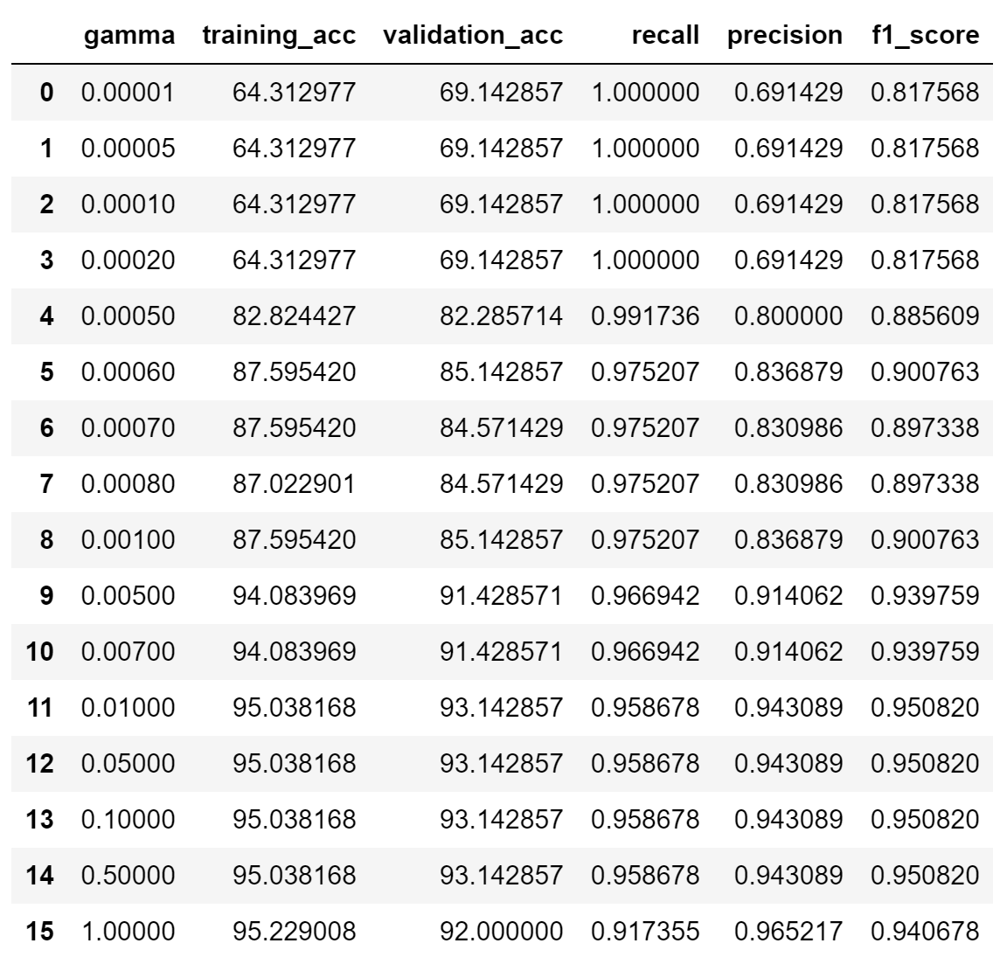 gamma training_acc validation_acc recall precision f1_score
0 0.00001 64.312977 69.142857 1.000000 0.691429 0.817568
1 0.00005 64.312977 69.142857 1.000000 0.691429 0.817568
2 0.00010 64.312977 69.142857 1.000000 0.691429 0.817568
3 0.00020 64.312977 69.142857 1.000000 0.691429 0.817568
4 0.00050 82.824427 82.285714 0.991736 0.800000 0.885609
5 0.00060 87.595420 85.142857 0.975207 0.836879 0.900763
6 0.00070 87.595420 84.571429 0.975207 0.830986 0.897338
7 0.00080 87.022901 84.571429 0.975207 0.830986 0.897338
8 0.00100 87.595420 85.142857 0.975207 0.836879 0.900763
9 0.00500 94.083969 91.428571 0.966942 0.914062 0.939759
10 0.00700 94.083969 91.428571 0.966942 0.914062 0.939759
11 0.01000 95.038168 93.142857 0.958678 0.943089 0.950820
12 0.05000 95.038168 93.142857 0.958678 0.943089 0.950820
13 0.10000 95.038168 93.142857 0.958678 0.943089 0.950820
14 0.50000 95.038168 93.142857 0.958678 0.943089 0.950820
15 1.00000 95.229008 92.000000 0.917355 0.965217 0.940678